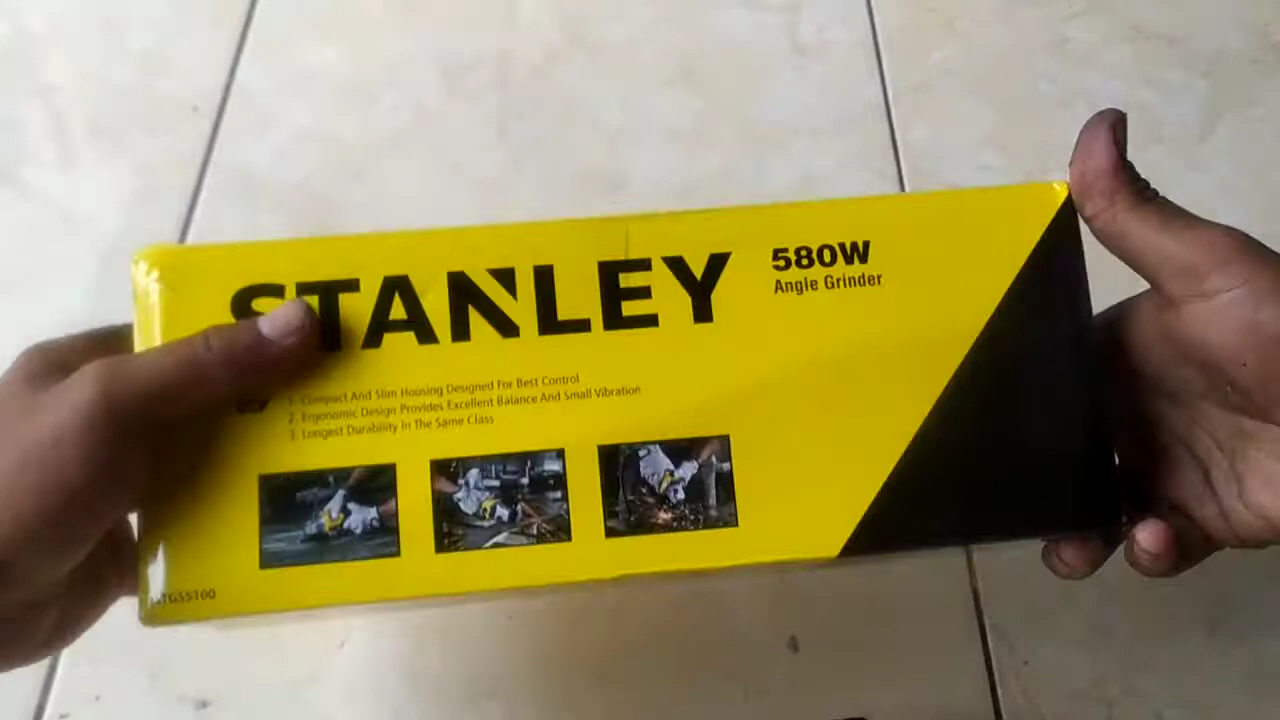 STANLEY
580W
Angle Grinder
1. Compact And Slim Housing Designed For Best Control
2. Ergonomic Design Provides Excellent Balance And Small Vibration
3. Longest Durability In The Same Class